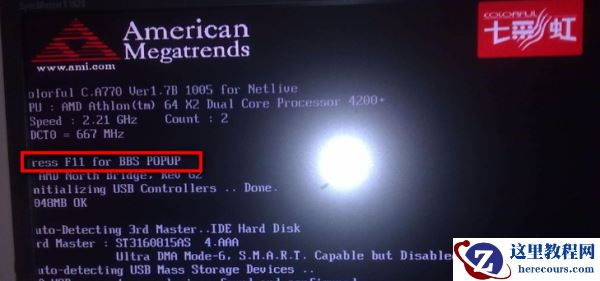 SyncMaster
American
Megatrends
www.ami.com
COLORFUL
七彩虹
olorful C.A770 Ver1.7B 1005 for Netlive
PU : AMD Athlon(tm) 64 X2 Dual Core Processor 4200+
Speed : 2.21 GHz Count : 2
DCT0 = 667 MHz
ress F11 for BBS POPUP
AMD North Bridge, Rev G2
nitializing USB Controllers .. Done.
048MB OK
uto-Detecting 3rd Master..IDE Hard Disk
rd Master : ST3160815AS 4.AAA
Ultra DMA Mode-6, S.M.A.R.T. Capable but Disable
uto-detecting USB Mass Storage Devices ..
这里教程网
herecours.com